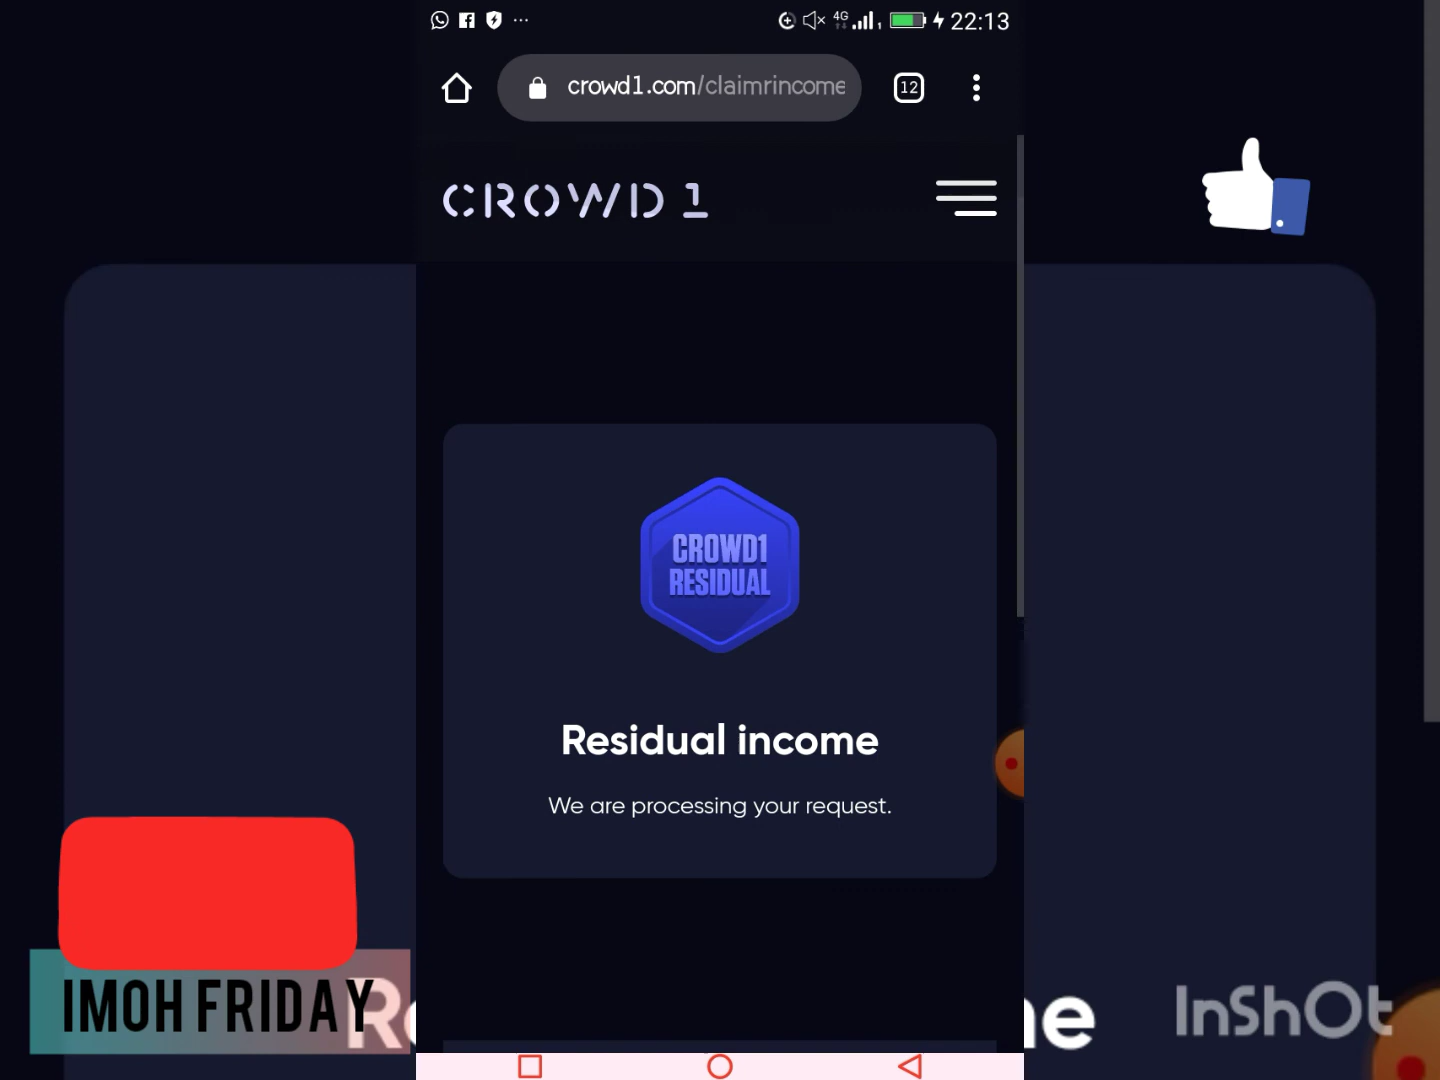 4G 22:13
crowd1.com/claimrincome
12
CROWD 1
CROWD1
RESIDUAL
Residual income
We are processing your request.
IMOH FRIDAY
InShOt